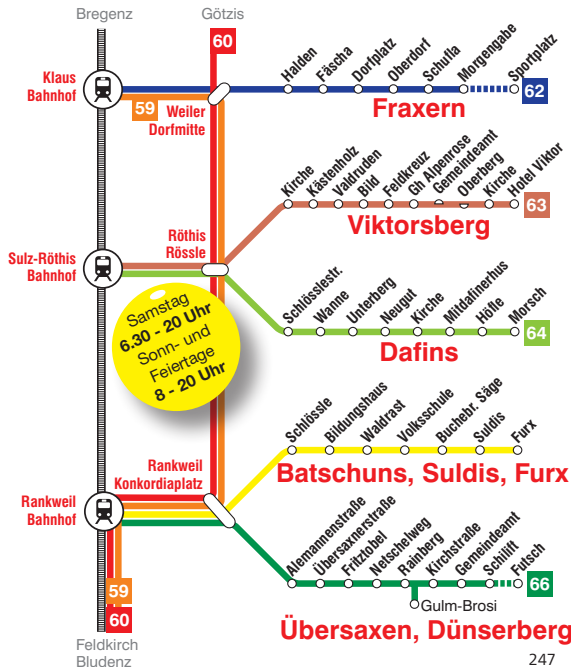 Bregenz
Götzis
60
Klaus
Bahnhof
59
Weiler
Dorfmitte
Halden
Fäscha
Dorfplatz
Oberdorf
Schufla
Morgengabe
Sportplatz
62
Fraxern
Kirche
Kästenholz
Valdruden
Bild
Feldkreuz
Gh Alpenrose
Gemeindeamt
Oberberg
Kirche
Hotel Viktor
63
Viktorsberg
Röthis
Rössle
Sulz-Röthis
Bahnhof
Schlösslestr.
Wanne
Unterberg
Neugut
Kirche
Mitdafinerhus
Höfle
Morsch
64
Dafins
Samstag
6.30 - 20 Uhr
Sonn- und
Feiertage
8 - 20 Uhr
Schlössle
Bildungshaus
Waldrast
Volksschule
Buchebr. Säge
Suldis
Furx
Batschuns, Suldis, Furx
Rankweil
Konkordiaplatz
Rankweil
Bahnhof
Alemannenstraße
Übersaxnerstraße
Fritztobel
Netschelweg
Rainberg
Kirchstraße
Gemeindeamt
Schilift
Futsch
66
Gulm-Brosi
Übersaxen, Dünserberg
59
60
Feldkirch
Bludenz
247